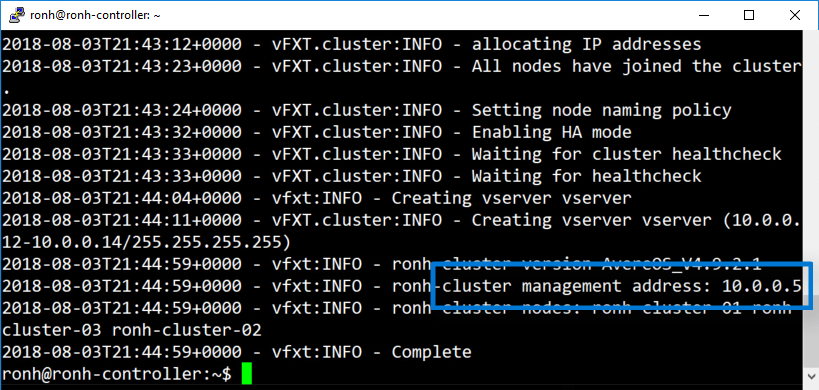 ronh@ronh-controller: ~
2018-08-03T21:43:12+0000 - vFXT.cluster:INFO - allocating IP addresses
2018-08-03T21:43:23+0000 - vFXT.cluster:INFO - All nodes have joined the cluster
.
2018-08-03T21:43:24+0000 - vFXT.cluster:INFO - Setting node naming policy
2018-08-03T21:43:32+0000 - vFXT.cluster:INFO - Enabling HA mode
2018-08-03T21:43:33+0000 - vFXT.cluster:INFO - Waiting for cluster healthcheck
2018-08-03T21:43:33+0000 - vFXT.cluster:INFO - Waiting for healthcheck
2018-08-03T21:44:04+0000 - vfxt:INFO - Creating vserver vserver
2018-08-03T21:44:11+0000 - vFXT.cluster:INFO - Creating vserver vserver (10.0.0.
12-10.0.0.14/255.255.255.255)
2018-08-03T21:44:59+0000 - vfxt:INFO - ronh-cluster version AvereOS_V4.9.2.1
2018-08-03T21:44:59+0000 - vfxt:INFO - ronh-cluster management address: 10.0.0.5
2018-08-03T21:44:59+0000 - vfxt:INFO - ronh-cluster nodes: ronh-cluster-01 ronh-
cluster-03 ronh-cluster-02
2018-08-03T21:44:59+0000 - vfxt:INFO - Complete
ronh@ronh-controller:~$